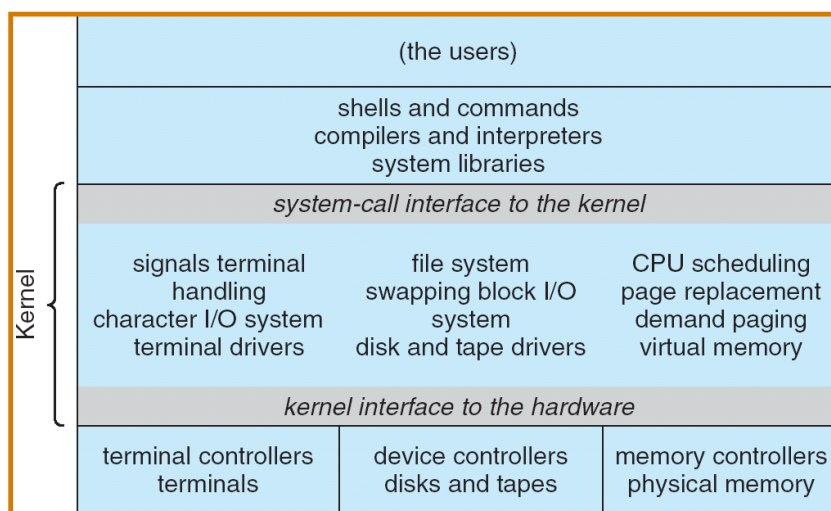 (the users)
shells and commands
compilers and interpreters
system libraries
Kernel
system-call interface to the kernel
signals terminal
handling
character I/O system
terminal drivers
file system
swapping block I/O
system
disk and tape drivers
CPU scheduling
page replacement
demand paging
virtual memory
kernel interface to the hardware
terminal controllers
terminals
device controllers
disks and tapes
memory controllers
physical memory